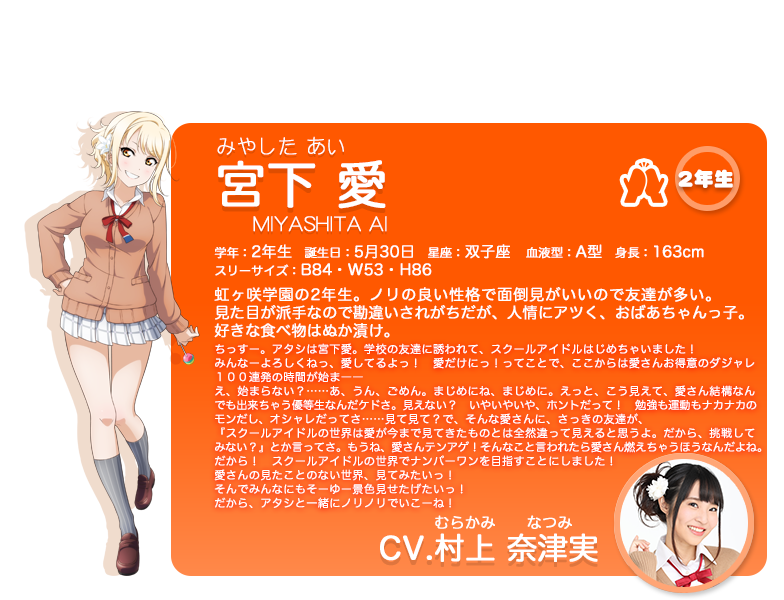 みやした あい
宮下 愛
MIYASHITA AI
2年生
学年：2年生 誕生日：5月30日 星座：双子座 血液型：A型 身長：163cm
スリーサイズ：B84・W53・H86
虹ヶ咲学園の2年生。ノリの良い性格で面倒見がいいので友達が多い。
見た目が派手なので勘違いされがちだが、人情にアツく、おばあちゃんっ子。
好きな食べ物はぬか漬け。
ちっすー。アタシは宮下愛。学校の友達に誘われて、スクールアイドルはじめちゃいました！
みんなーよろしくねっ、愛してるよっ！　愛だけにっ！ってことで、ここからは愛さんお得意のダジャレ
１００連発の時間が始まーー
え、始まらない？……あ、うん、ごめん。まじめにね、まじめに。えっと、こう見えて、愛さん結構なん
でも出来ちゃう優等生なんだケドさ。見えない？　いやいやいや、ホントだって！　勉強も運動もナカナカの
モンだし、オシャレだってさ……見て見て？で、そんな愛さんに、さっきの友達が、
『スクールアイドルの世界は愛が今まで見てきたものとは全然違って見えると思うよ。だから、挑戦して
みない？』とか言ってさ。もうね、愛さんテンアゲ！そんなこと言われたら愛さん燃えちゃうほうなんだよね。
だから！　スクールアイドルの世界でナンバーワンを目指すことにしました！
愛さんの見たことのない世界、見てみたいっ！
そんでみんなにもそーゆー景色見せたげたいっ！
だから、アタシと一緒にノリノリでいこーね！
むらかみ なつみ
CV.村上 奈津実